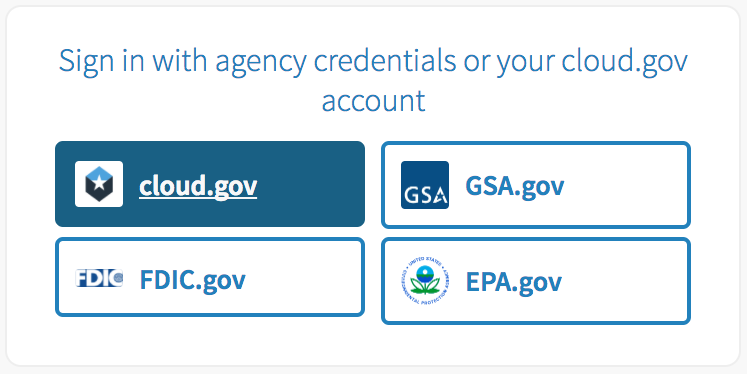 Sign in with agency credentials or your cloud.gov
account
cloud.gov
GSA
GSA.gov
FDIC
FDIC.gov
UNITED STATES
ENVIRONMENTAL PROTECTION AGENCY
EPA.gov